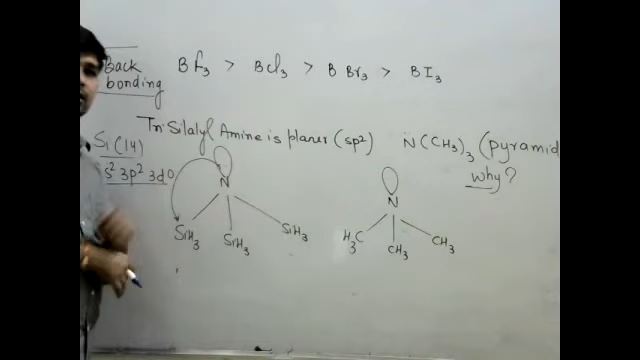 Back
bonding
BF3 > BCl3 > BBr3 > BI3
TriSilalyl Amine is planer (sp2)
N(CH3)3 (pyramid
why?
Si(14)
s² 3p² 3d0
N
SiH3
SiH3
SiH3
N
H3C
CH3
CH3